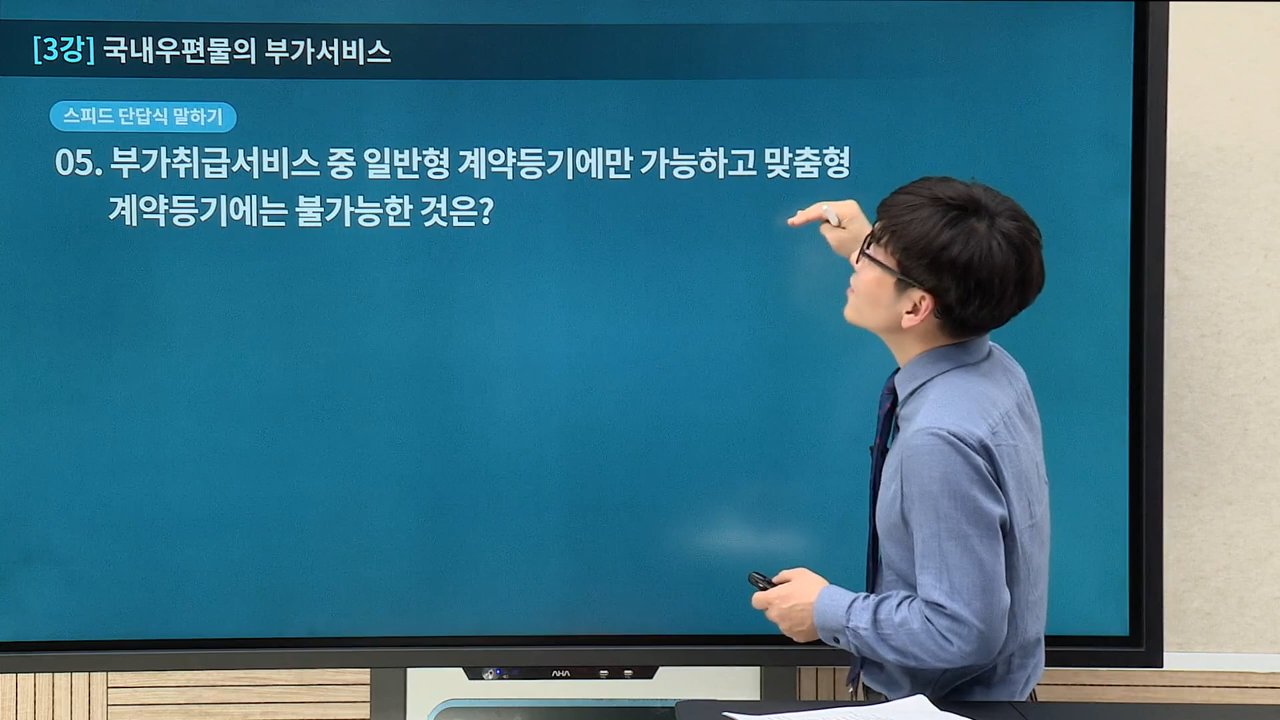 [3강] 국내우편물의 부가서비스
스피드 단답식 말하기
05. 부가취급서비스 중 일반형 계약등기에만 가능하고 맞춤형
계약등기에는 불가능한 것은?
AHA